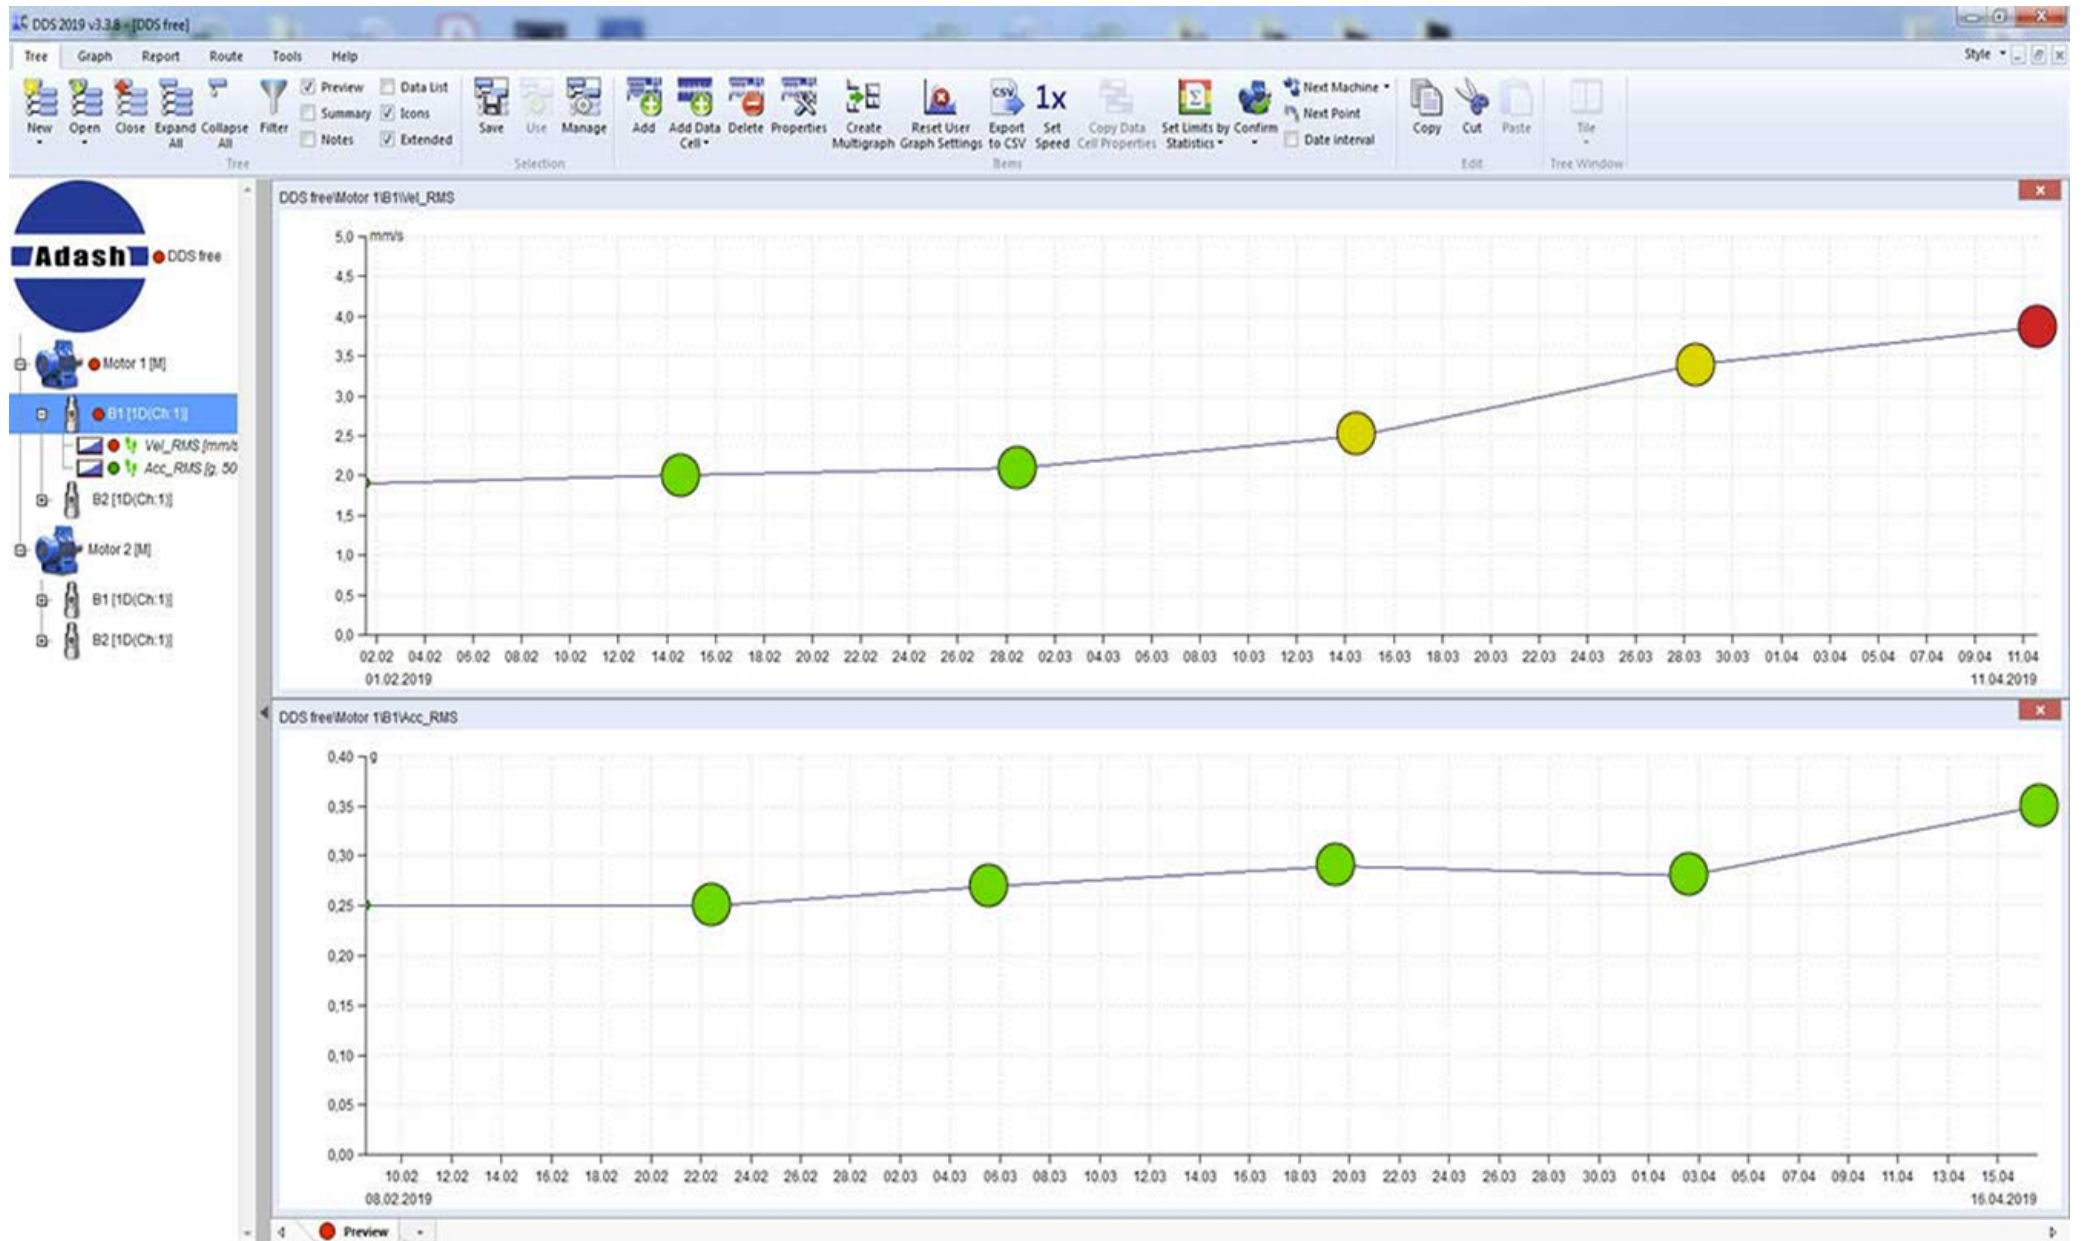 DDS 2019 v3.3.8 - [DDS free]
Tree Graph Report Route Tools Help Style
New Open Close Expand All Collapse All Filter
Preview Data List
Summary Icons
Notes Extended
Tree
Save Use Manage
Selection
Add Add Data Cell Delete Properties Create Multigraph Reset User Graph Settings Export to CSV 1x Set Speed Copy Data Cell Properties Set Limits by Statistics Confirm
CSV
Σ
Next Machine
Next Point
Date interval
Items
Copy Cut Paste
Edit
Tile
Tree Window
Adash
DDS free
Motor 1 [M]
B1 [1D(Ch:1)]
Vel_RMS [mm/s
Acc_RMS [g, 50
B2 [1D(Ch:1)]
Motor 2 [M]
B1 [1D(Ch:1)]
B2 [1D(Ch:1)]
DDS free\Motor 1\B1\Vel_RMS
mm/s
5,0
4,5
4,0
3,5
3,0
2,5
2,0
1,5
1,0
0,5
0,0
02.02 04.02 06.02 08.02 10.02 12.02 14.02 16.02 18.02 20.02 22.02 24.02 26.02 28.02 02.03 04.03 06.03 08.03 10.03 12.03 14.03 16.03 18.03 20.03 22.03 24.03 26.03 28.03 30.03 01.04 03.04 05.04 07.04 09.04 11.04
01.02.2019 11.04.2019
DDS free\Motor 1\B1\Acc_RMS
g
0,40
0,35
0,30
0,25
0,20
0,15
0,10
0,05
0,00
10.02 12.02 14.02 16.02 18.02 20.02 22.02 24.02 26.02 28.02 02.03 04.03 06.03 08.03 10.03 12.03 14.03 16.03 18.03 20.03 22.03 24.03 26.03 28.03 30.03 01.04 03.04 05.04 07.04 09.04 11.04 13.04 15.04
08.02.2019 16.04.2019
Preview